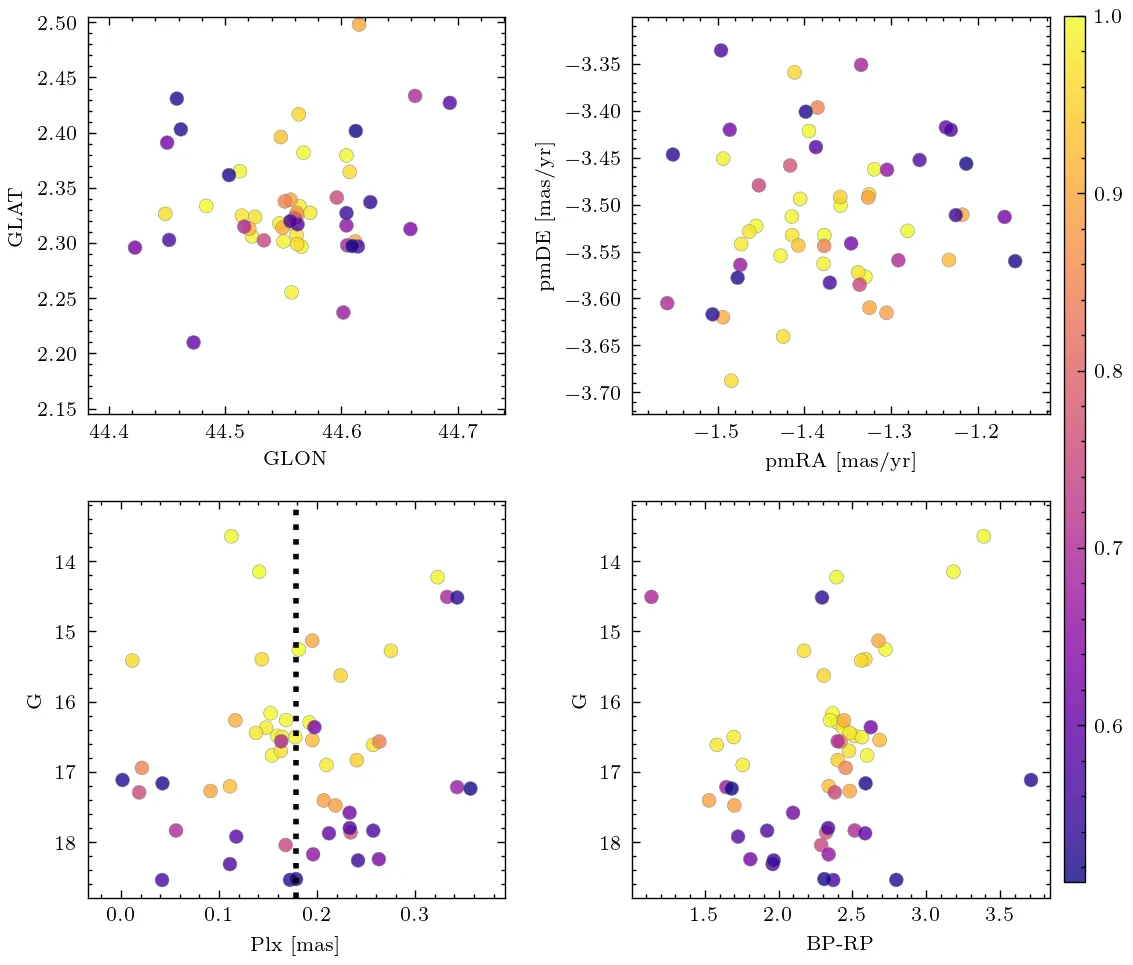 2.50
2.45
2.40
2.35
2.30
2.25
2.20
2.15
GLAT
44.4 44.5 44.6 44.7
GLON
−3.35
−3.40
−3.45
−3.50
−3.55
−3.60
−3.65
−3.70
pmDE [mas/yr]
−1.5 −1.4 −1.3 −1.2
pmRA [mas/yr]
1.0
0.9
0.8
0.7
0.6
14
15
16
17
18
G
0.0 0.1 0.2 0.3
Plx [mas]
14
15
16
17
18
G
1.5 2.0 2.5 3.0 3.5
BP-RP